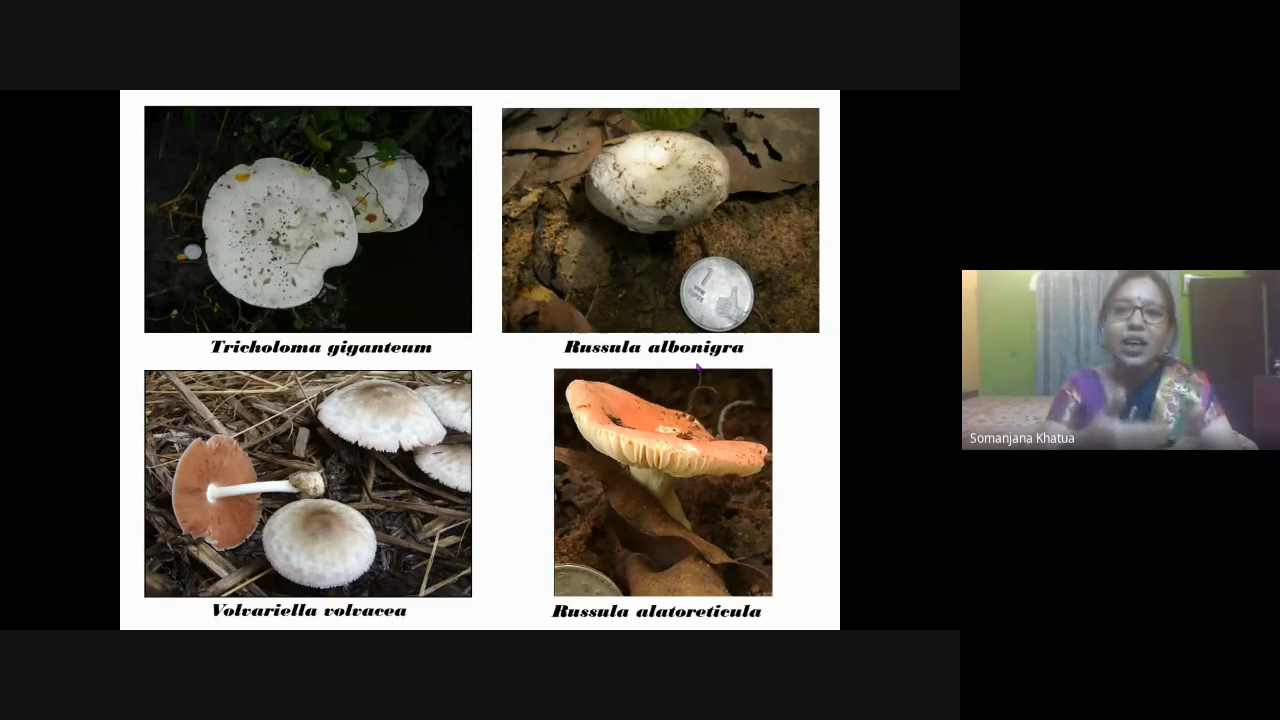 Tricholoma giganteum
Russula albonigra
Volvariella volvacea
Russula alatoreticula
Somanjana Khatua